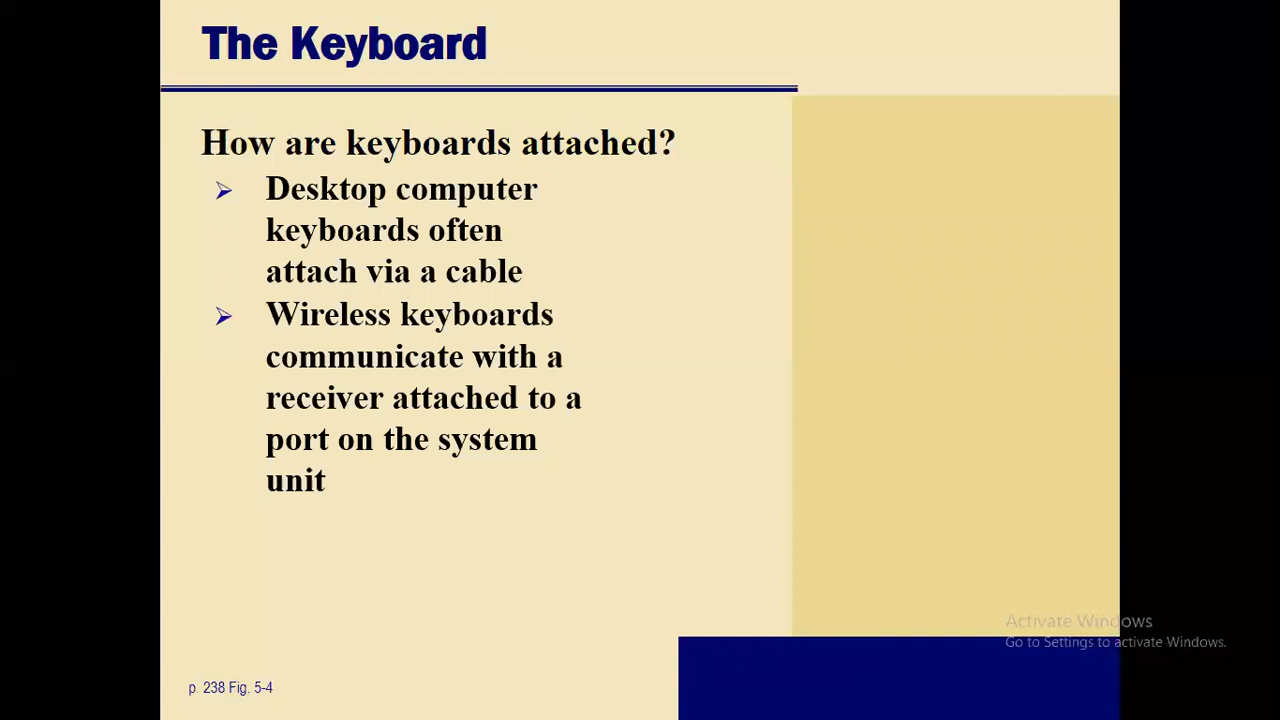 The Keyboard
How are keyboards attached?
Desktop computer
keyboards often
attach via a cable
Wireless keyboards
communicate with a
receiver attached to a
port on the system
unit
p. 238 Fig. 5-4
Activate Windows
Go to Settings to activate Windows.